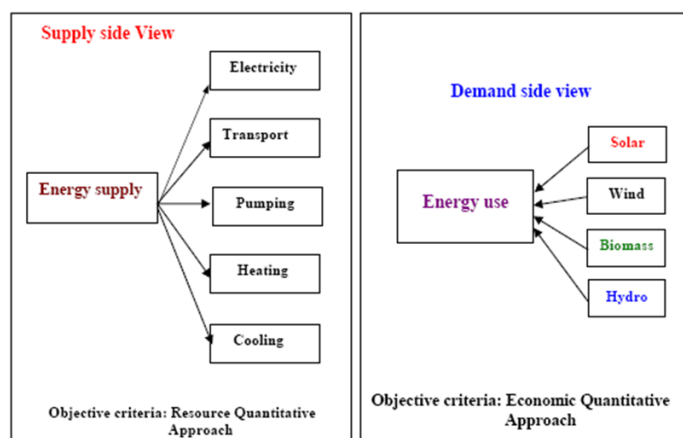 Supply side View
Electricity
Transport
Energy supply
Pumping
Heating
Cooling
Objective criteria: Resource Quantitative
Approach
Demand side view
Solar
Energy use
Wind
Biomass
Hydro
Objective criteria: Economic Quantitative
Approach